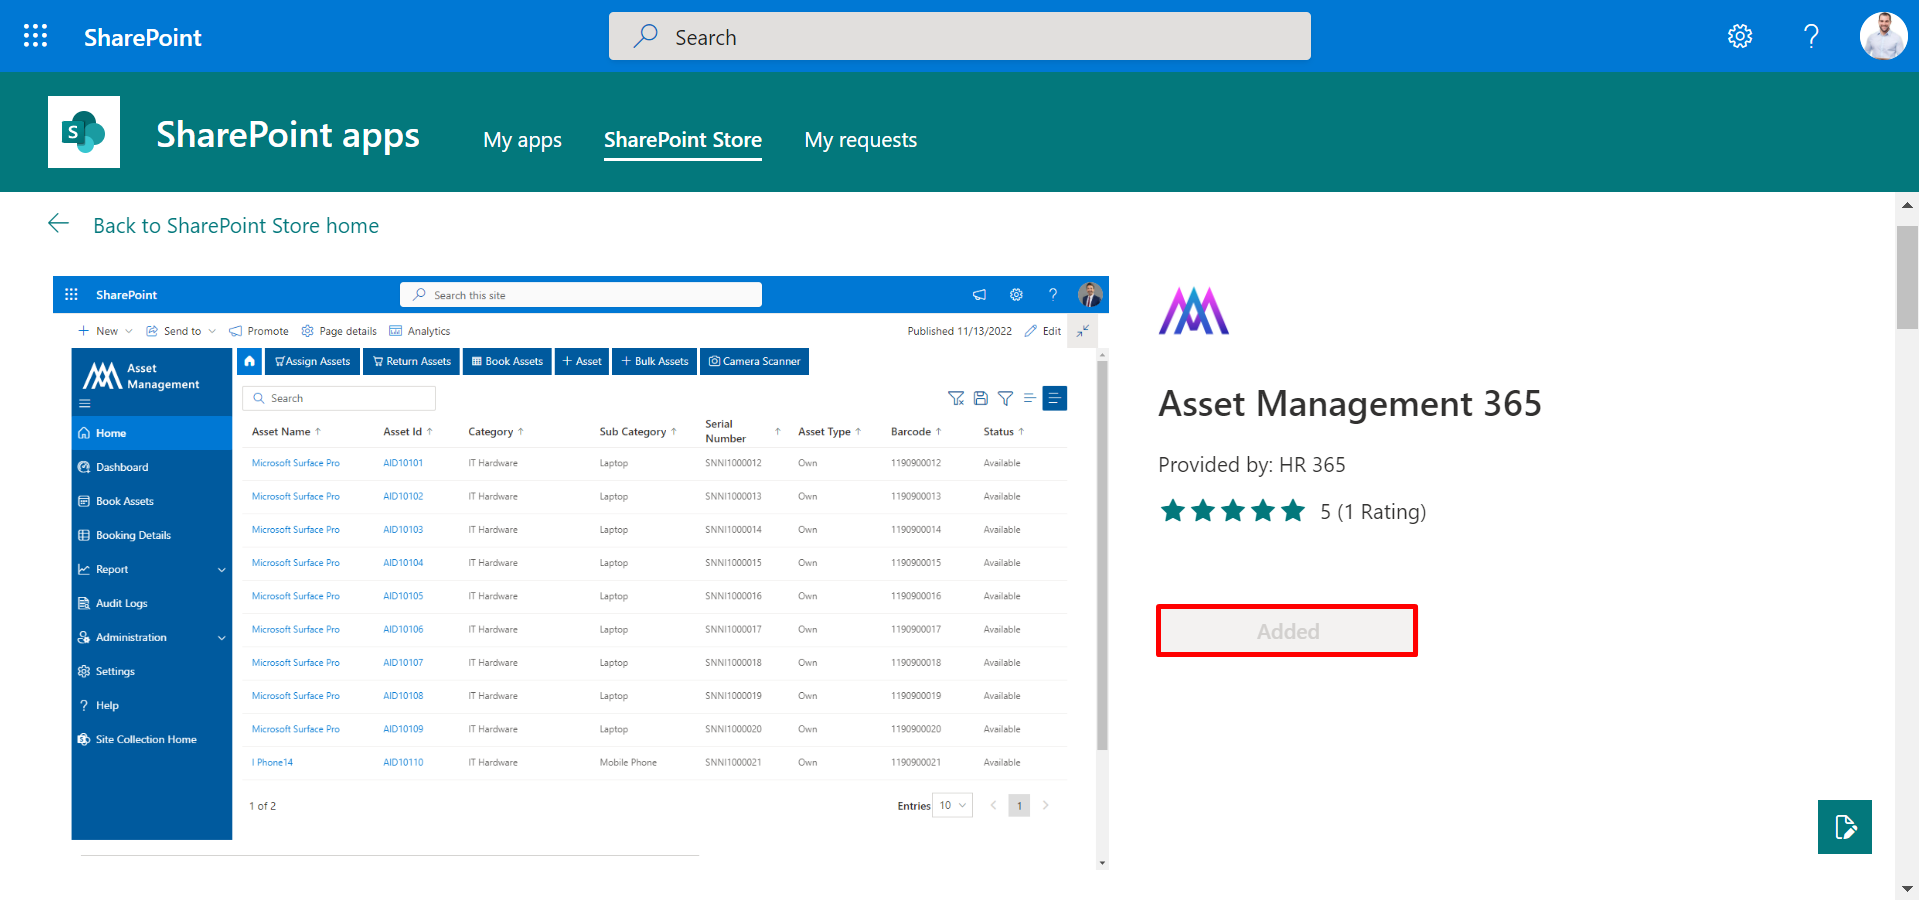 SharePoint
Search
SharePoint apps
My apps
SharePoint Store
My requests
Back to SharePoint Store home
SharePoint
Search this site
New
Send to
Promote
Page details
Analytics
Published 11/13/2022
Edit
Asset Management
Home
Dashboard
Book Assets
Booking Details
Report
Audit Logs
Administration
Settings
Help
Site Collection Home
Assign Assets
Return Assets
Book Assets
Asset
Bulk Assets
Camera Scanner
Search
Asset Name Asset Id Category Sub Category Serial Number Asset Type Barcode Status
Microsoft Surface Pro AID10101 IT Hardware Laptop SNNI1000012 Own 1190900012 Available
Microsoft Surface Pro AID10102 IT Hardware Laptop SNNI1000013 Own 1190900013 Available
Microsoft Surface Pro AID10103 IT Hardware Laptop SNNI1000014 Own 1190900014 Available
Microsoft Surface Pro AID10104 IT Hardware Laptop SNNI1000015 Own 1190900015 Available
Microsoft Surface Pro AID10105 IT Hardware Laptop SNNI1000016 Own 1190900016 Available
Microsoft Surface Pro AID10106 IT Hardware Laptop SNNI1000017 Own 1190900017 Available
Microsoft Surface Pro AID10107 IT Hardware Laptop SNNI1000018 Own 1190900018 Available
Microsoft Surface Pro AID10108 IT Hardware Laptop SNNI1000019 Own 1190900019 Available
Microsoft Surface Pro AID10109 IT Hardware Laptop SNNI1000020 Own 1190900020 Available
I Phone14 AID10110 IT Hardware Mobile Phone SNNI1000021 Own 1190900021 Available
1 of 2
Entries 10
1
Asset Management 365
Provided by: HR 365
5 (1 Rating)
Added